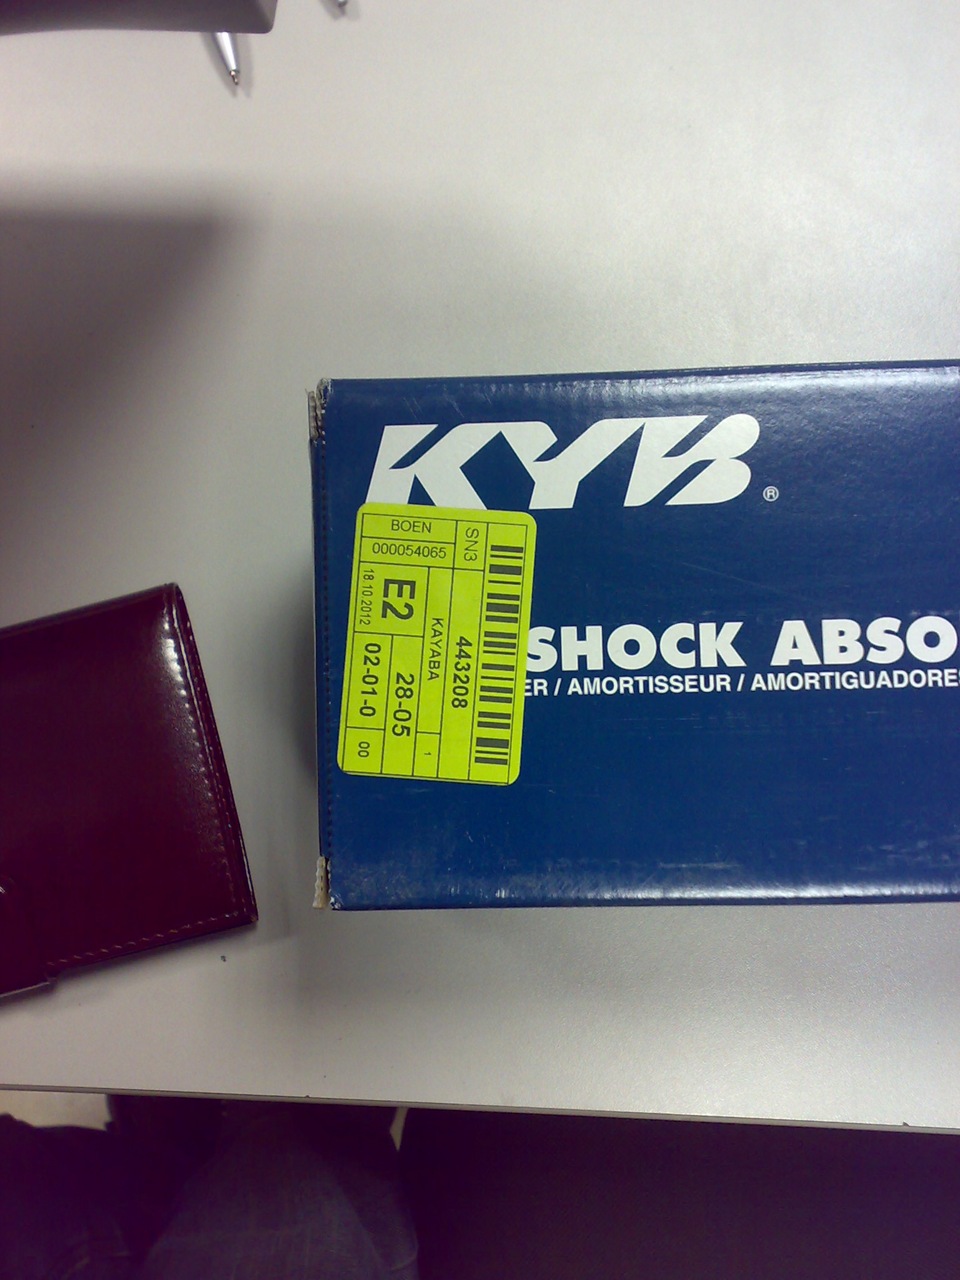 KYB®
BOEN
000054065
SN3
18.10.2012
E2
KAYABA
443208
02-01-0
28-05
1
00
SHOCK ABSO
ER / AMORTISSEUR / AMORTIGUADORES